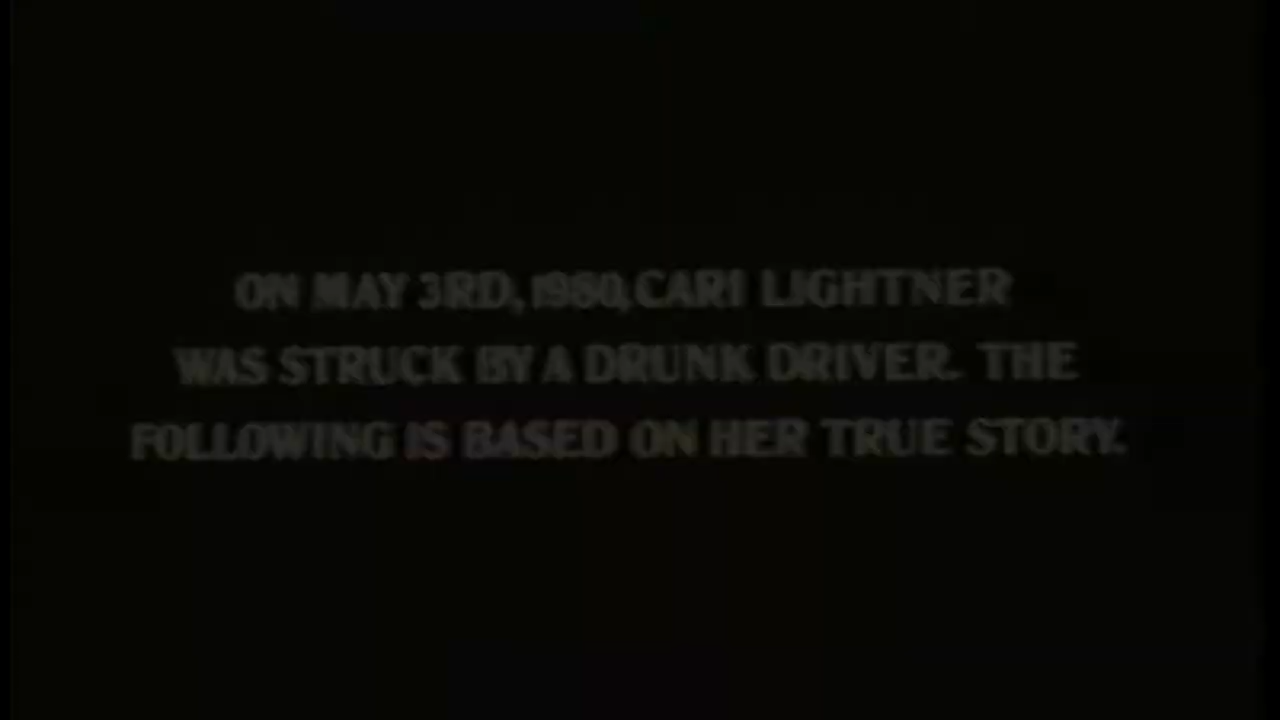 ON MAY 3RD, 1980, CARI LIGHTNER
WAS STRUCK BY A DRUNK DRIVER. THE
FOLLOWING IS BASED ON HER TRUE STORY.